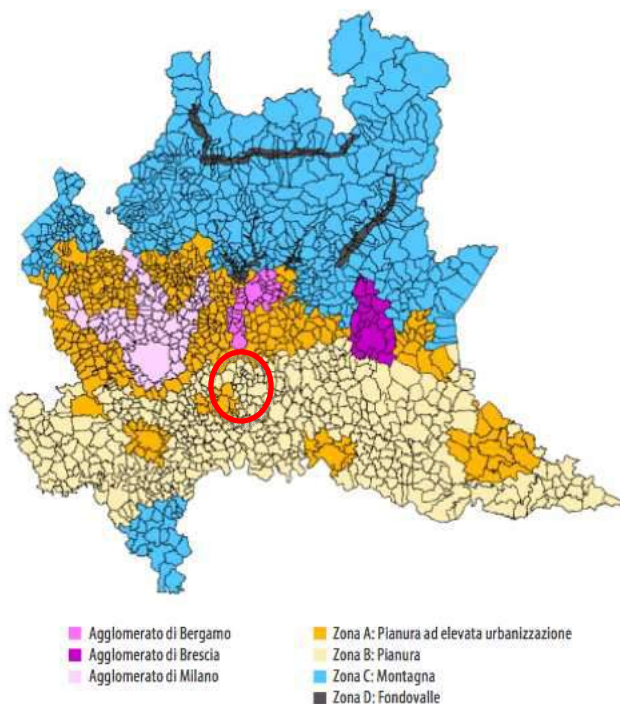 Agglomerato di Bergamo
Agglomerato di Brescia
Agglomerato di Milano
Zona A: Pianura ad elevata urbanizzazione
Zona B: Pianura
Zona C: Montagna
Zona D: Fondovalle